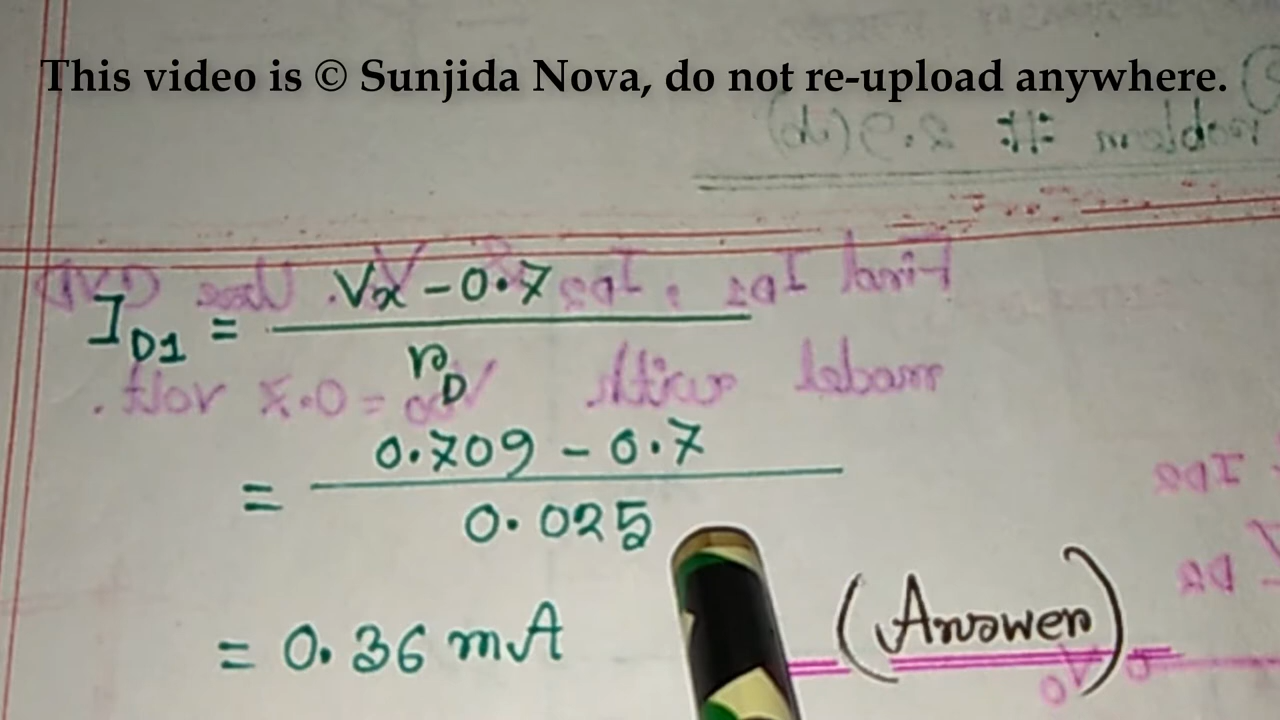 This video is © Sunjida Nova, do not re-upload anywhere.
I_D1 = Vx - 0.7 / r_D
= 0.709 - 0.7 / 0.025
= 0.36 mA
(Answer)